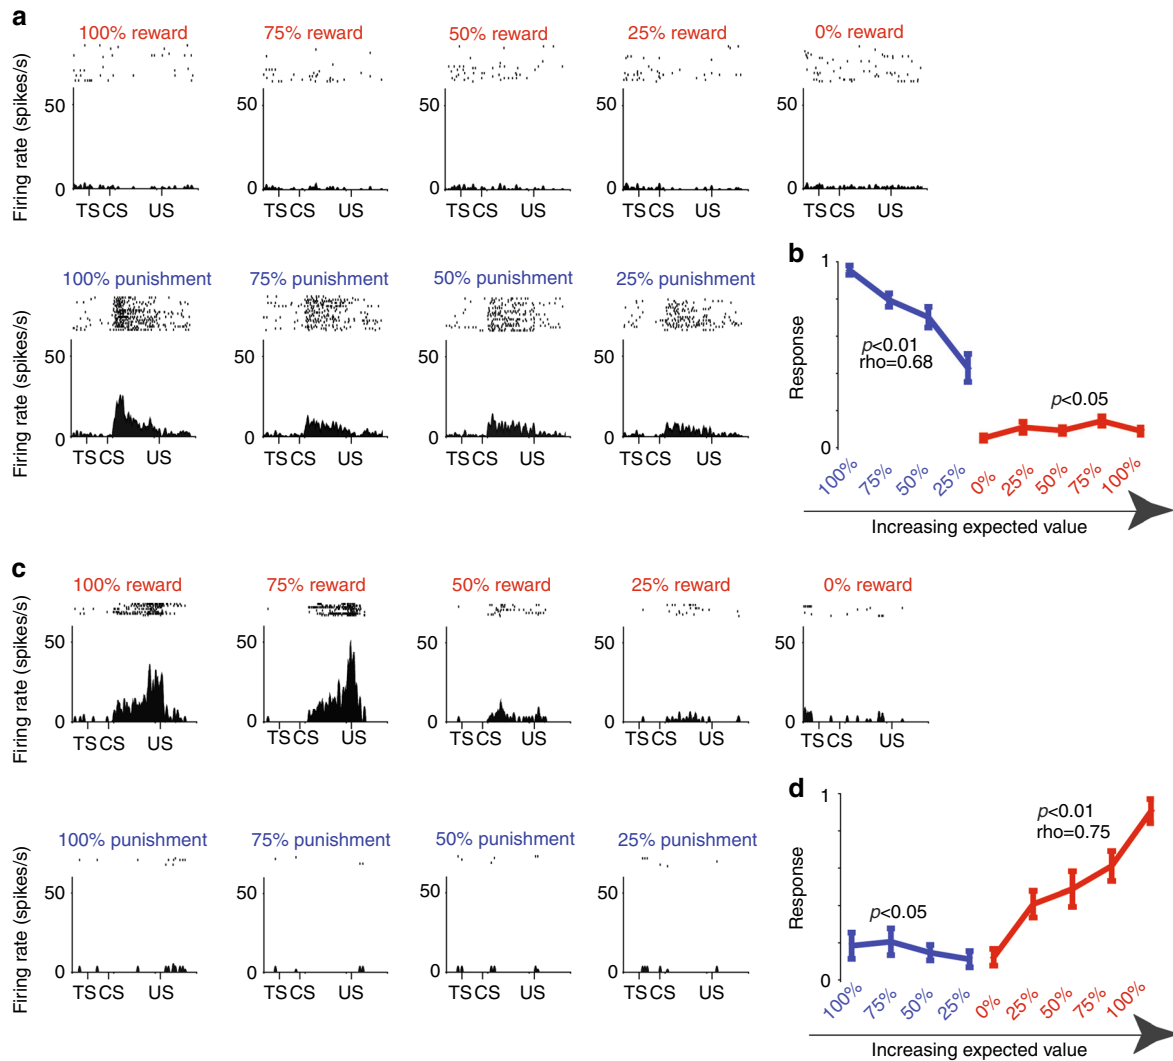 a
100% reward
75% reward
50% reward
25% reward
0% reward
Firing rate (spikes/s)
50
0
TS CS US
50
0
TS CS US
50
0
TS CS US
50
0
TS CS US
50
0
TS CS US
100% punishment
75% punishment
50% punishment
25% punishment
Firing rate (spikes/s)
50
0
TS CS US
50
0
TS CS US
50
0
TS CS US
50
0
TS CS US
b
Response
1
0
p<0.01
rho=0.68
p<0.05
100%
75%
50%
25%
0%
25%
50%
75%
100%
Increasing expected value
c
100% reward
75% reward
50% reward
25% reward
0% reward
Firing rate (spikes/s)
50
0
TS CS US
50
0
TS CS US
50
0
TS CS US
50
0
TS CS US
50
0
TS CS US
100% punishment
75% punishment
50% punishment
25% punishment
Firing rate (spikes/s)
50
0
TS CS US
50
0
TS CS US
50
0
TS CS US
50
0
TS CS US
d
Response
1
0
p<0.05
p<0.01
rho=0.75
100%
75%
50%
25%
0%
25%
50%
75%
100%
Increasing expected value